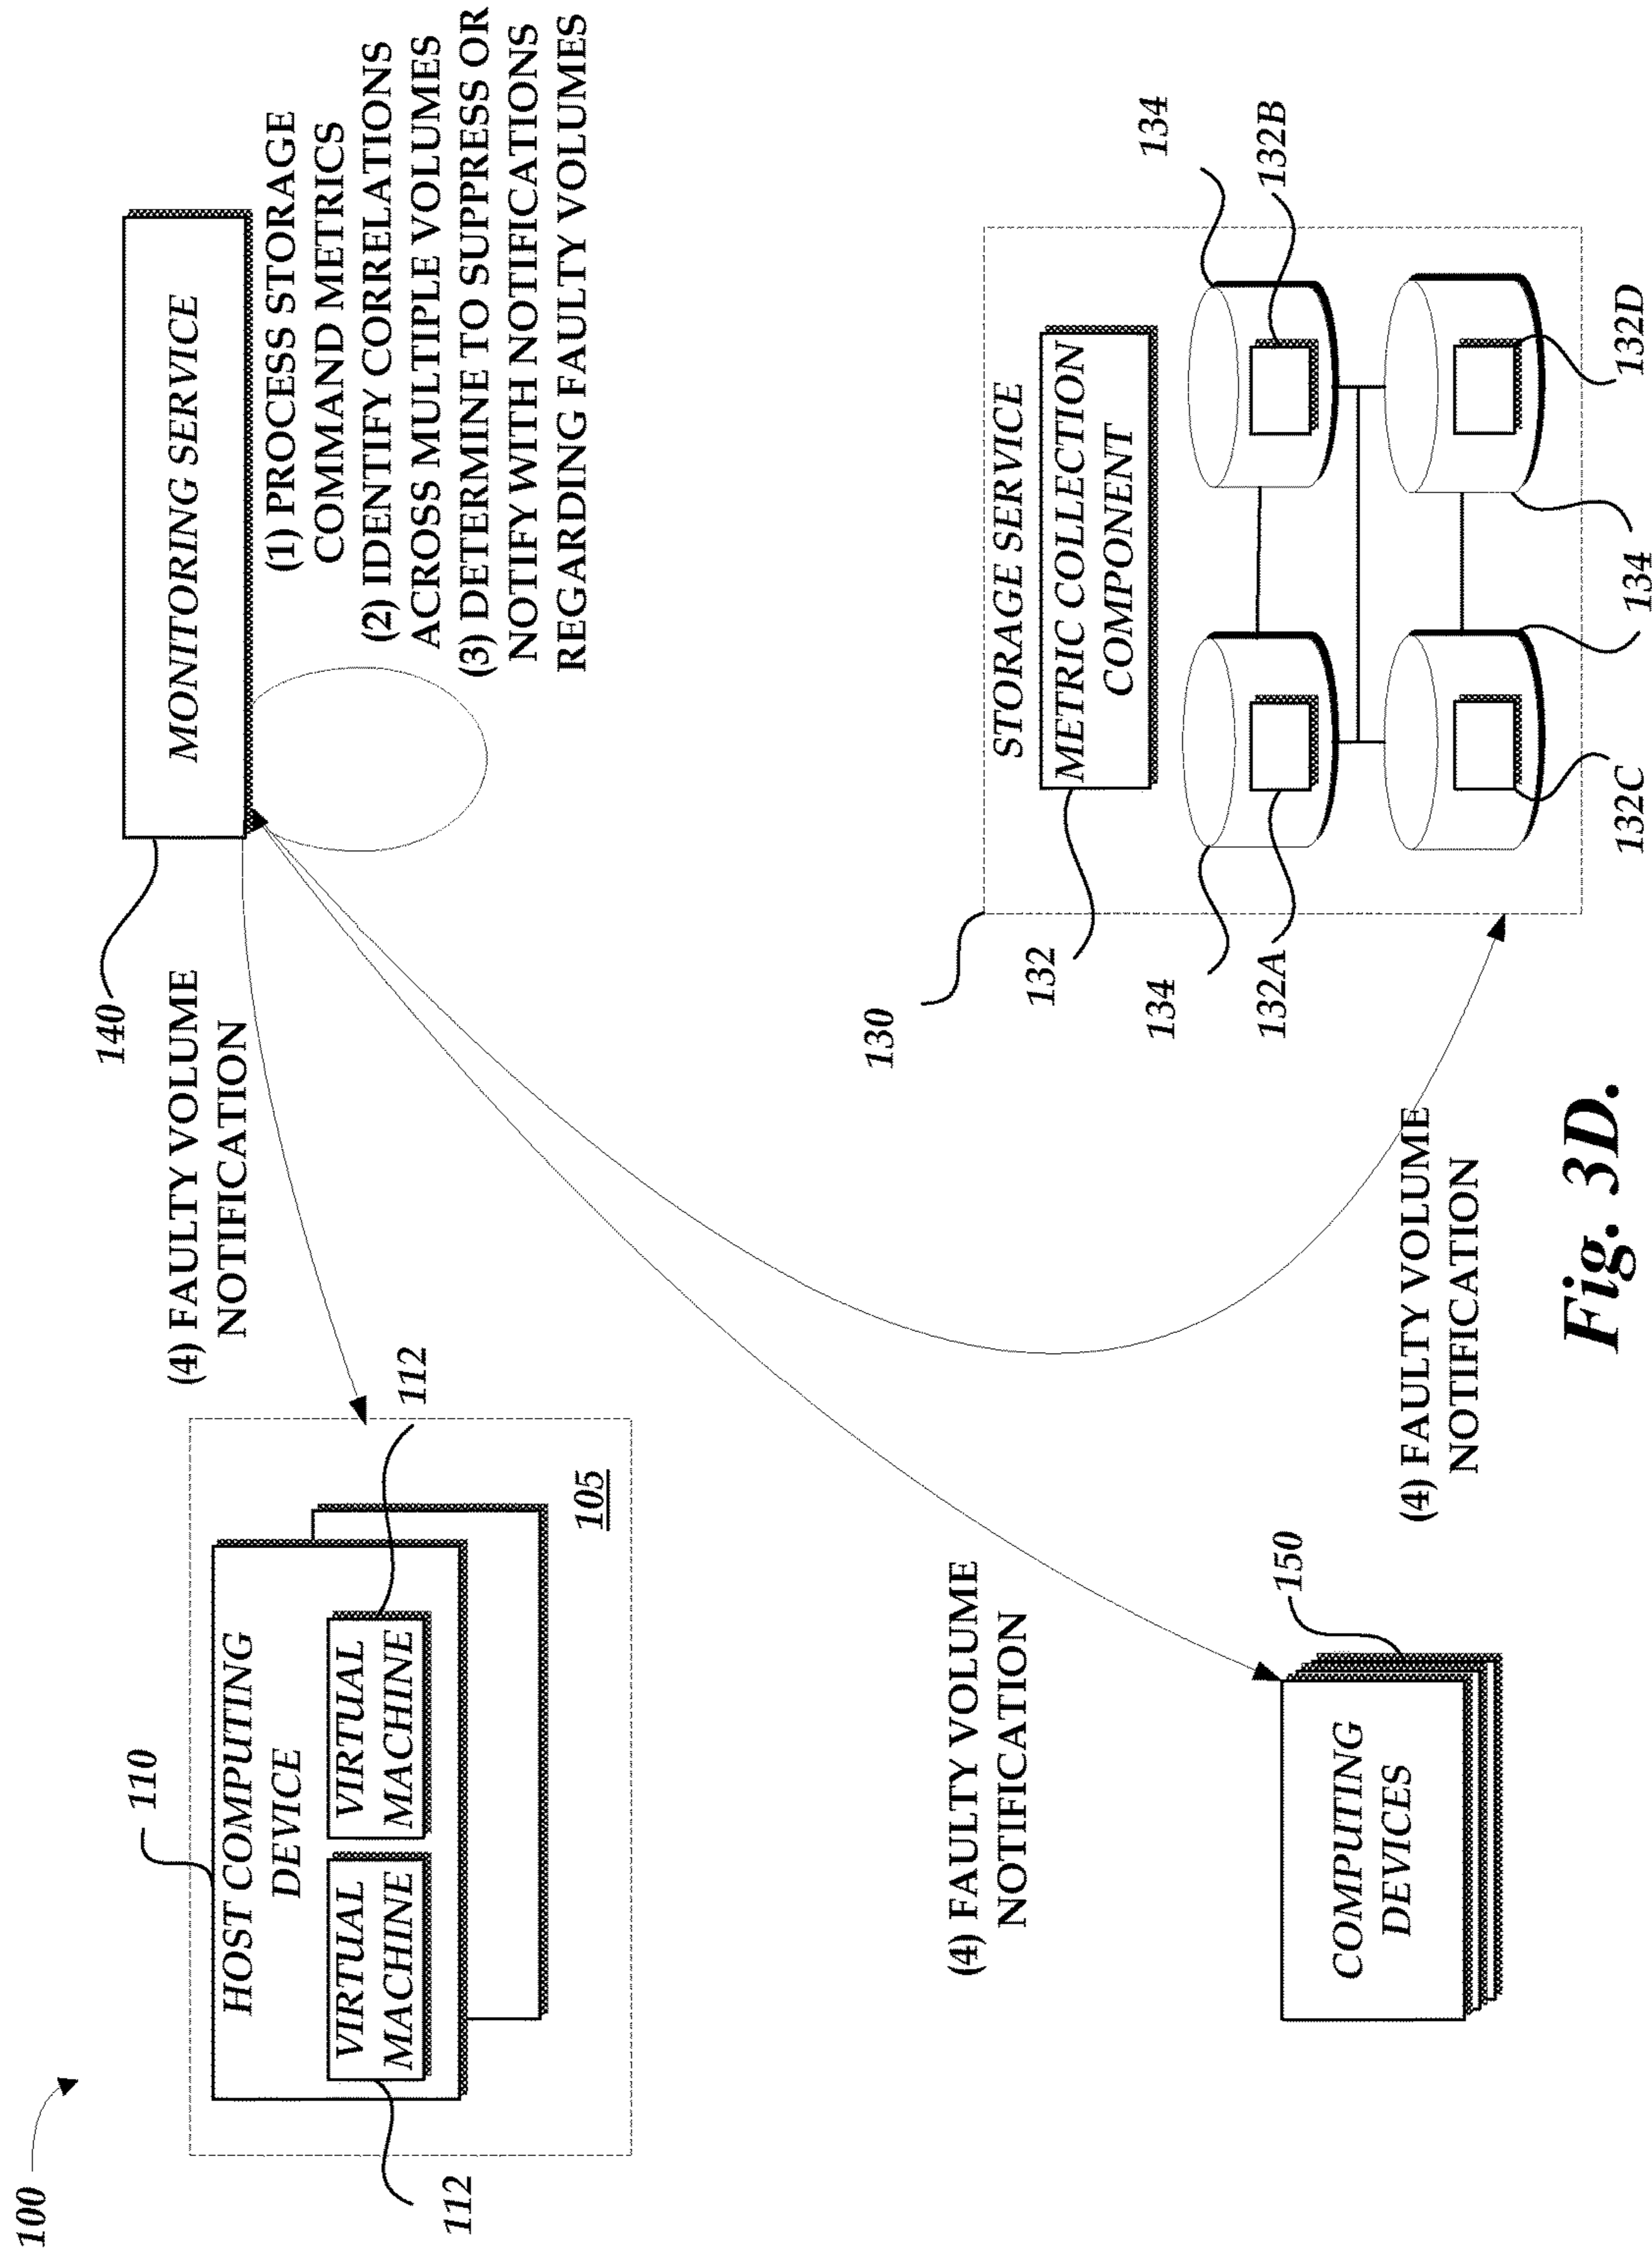 100
110
HOST COMPUTING
DEVICE
VIRTUAL
MACHINE
VIRTUAL
MACHINE
112
112
105
(4) FAULTY VOLUME
NOTIFICATION
140
MONITORING SERVICE
(1) PROCESS STORAGE
COMMAND METRICS
(2) IDENTIFY CORRELATIONS
ACROSS MULTIPLE VOLUMES
(3) DETERMINE TO SUPPRESS OR
NOTIFY WITH NOTIFICATIONS
REGARDING FAULTY VOLUMES
(4) FAULTY VOLUME
NOTIFICATION
150
COMPUTING
DEVICES
(4) FAULTY VOLUME
NOTIFICATION
130
STORAGE SERVICE
132
METRIC COLLECTION
COMPONENT
134
132A
134
132B
132C
134
132D
Fig. 3D.